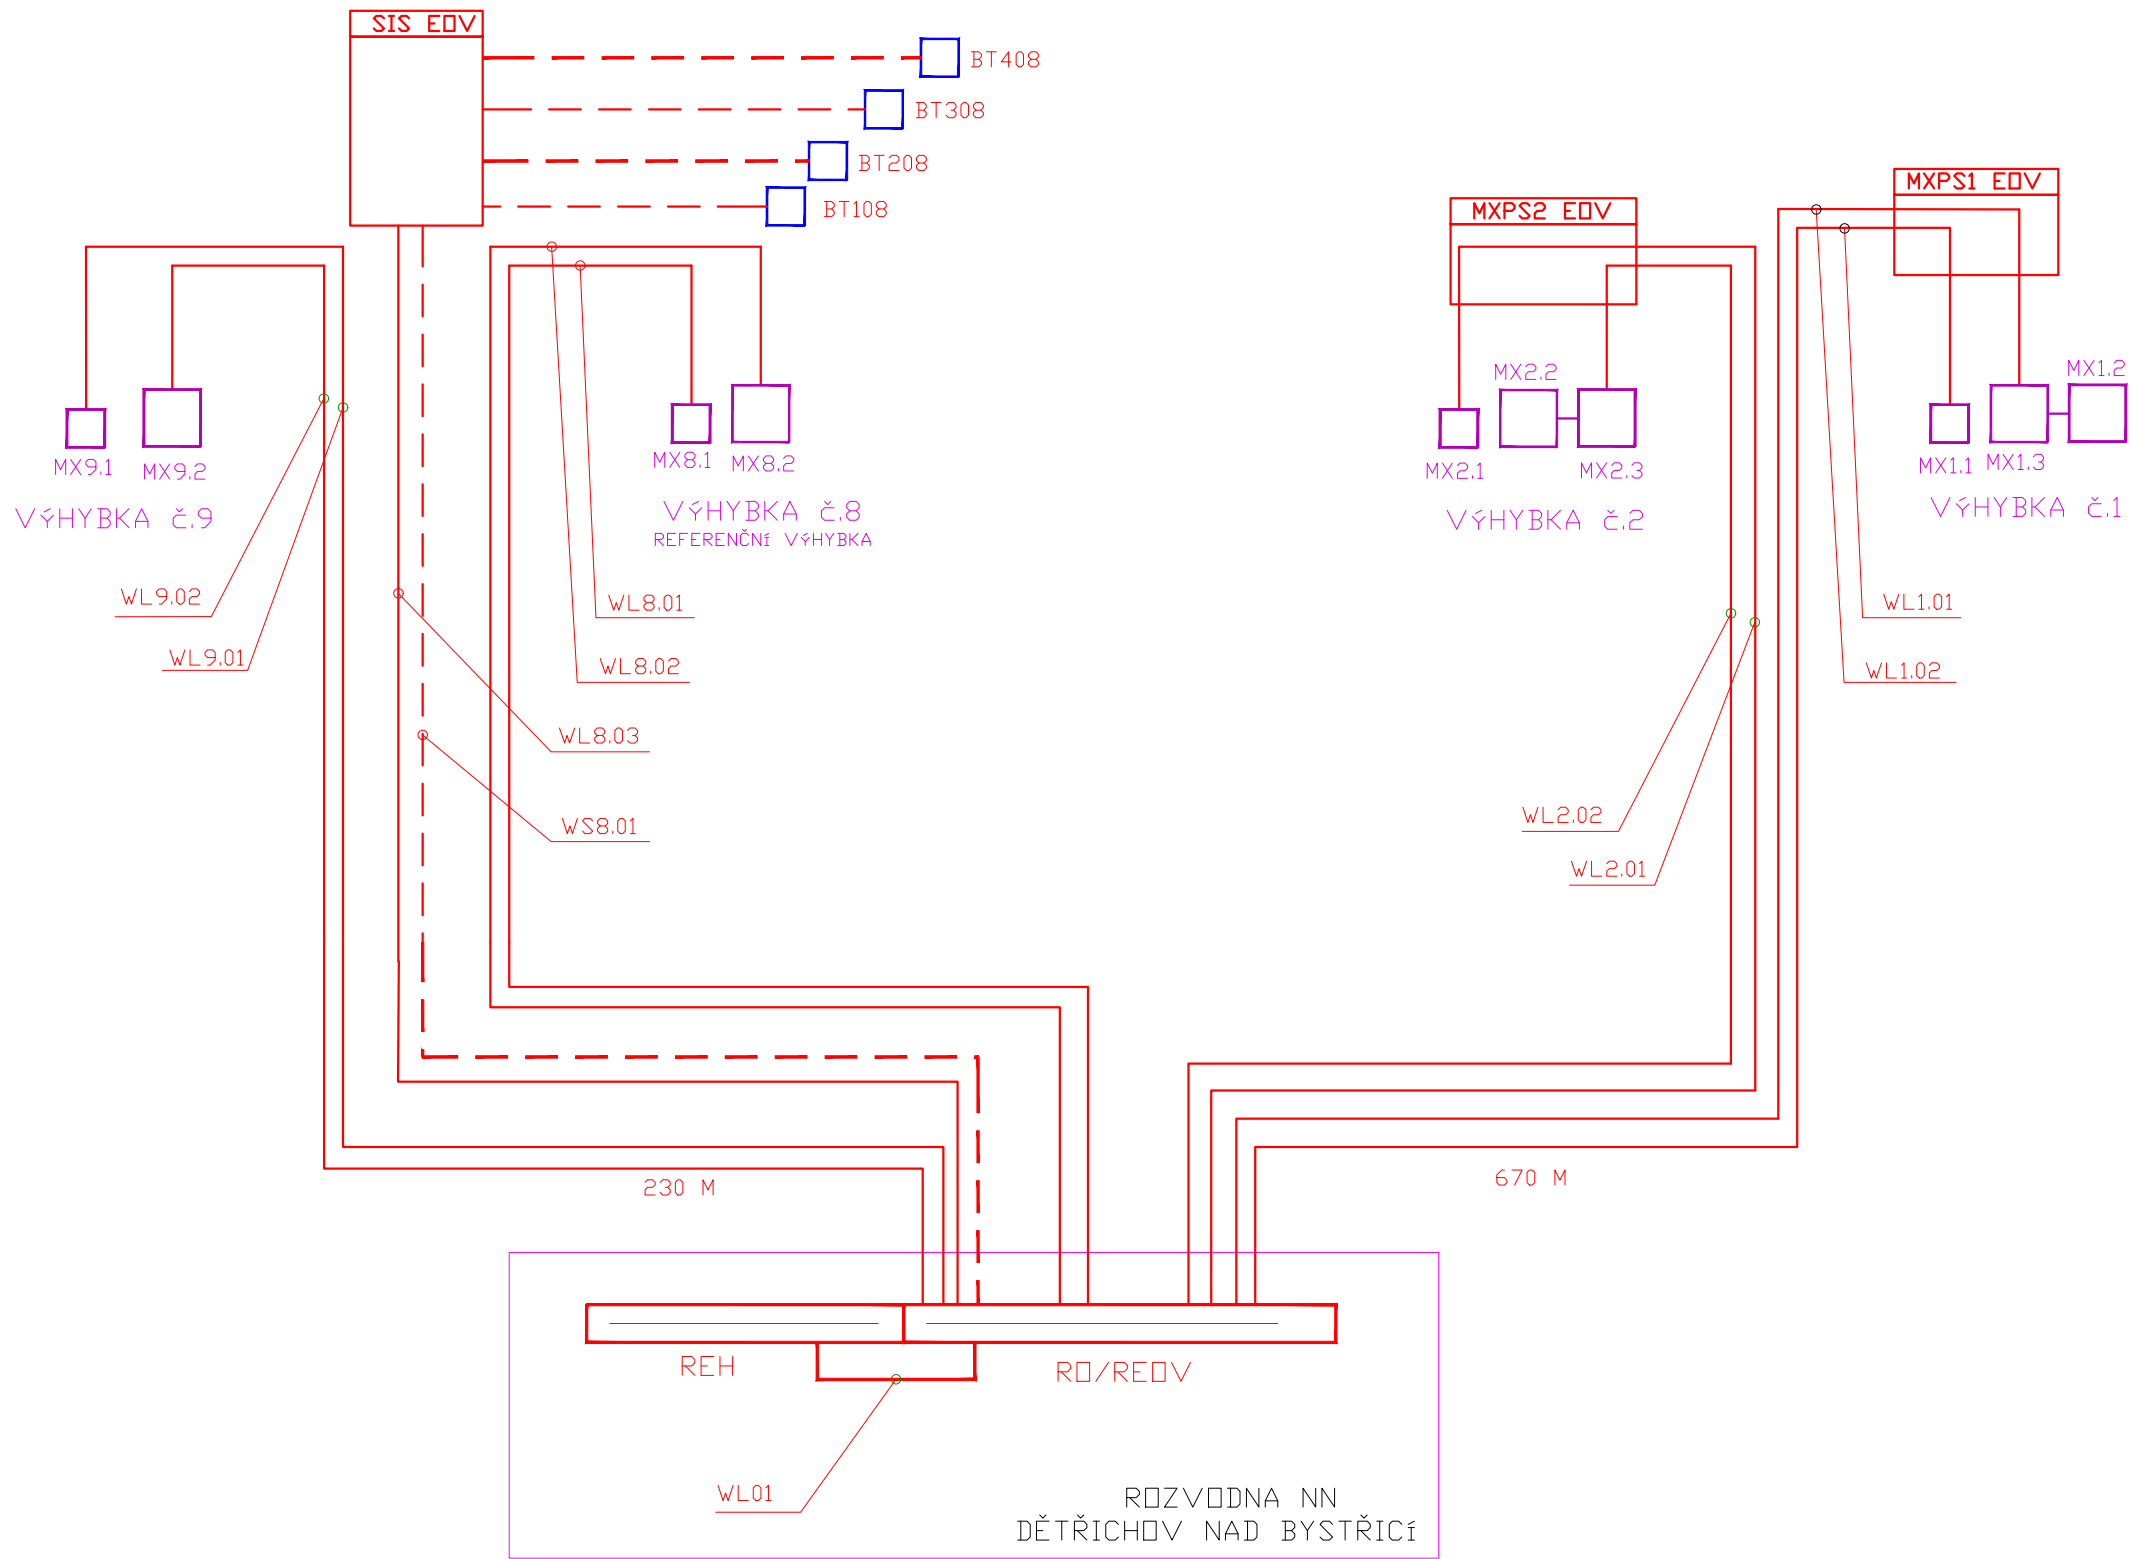 SIS EOV
BT408
BT308
BT208
BT108
MXPS2 EOV
MXPS1 EOV
MX9.1
MX9.2
VÝHYBKA č.9
MX8.1
MX8.2
VÝHYBKA č.8
REFERENČNÍ VÝHYBKA
MX2.2
MX2.1
MX2.3
VÝHYBKA č.2
MX1.2
MX1.1
MX1.3
VÝHYBKA č.1
WL9.02
WL9.01
WL8.01
WL8.02
WL8.03
WS8.01
WL1.01
WL1.02
WL2.02
WL2.01
230 M
670 M
REH
RO/REOV
WL01
ROZVODNA NN
DĚTŘICHOV NAD BYSTŘICÍ